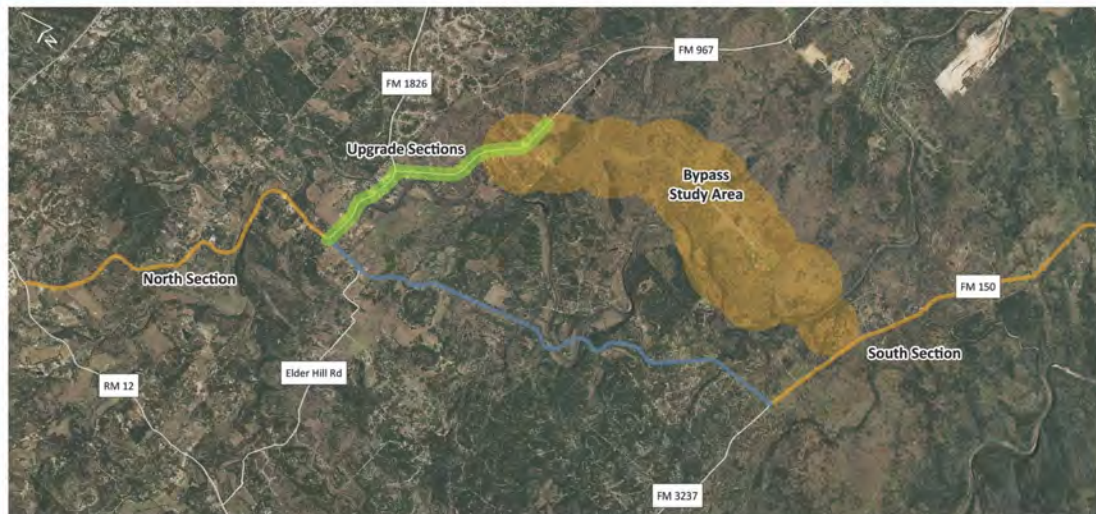 N
FM 967
FM 1826
Upgrade Sections
Bypass
Study Area
North Section
FM 150
South Section
Elder Hill Rd
RM 12
FM 3237